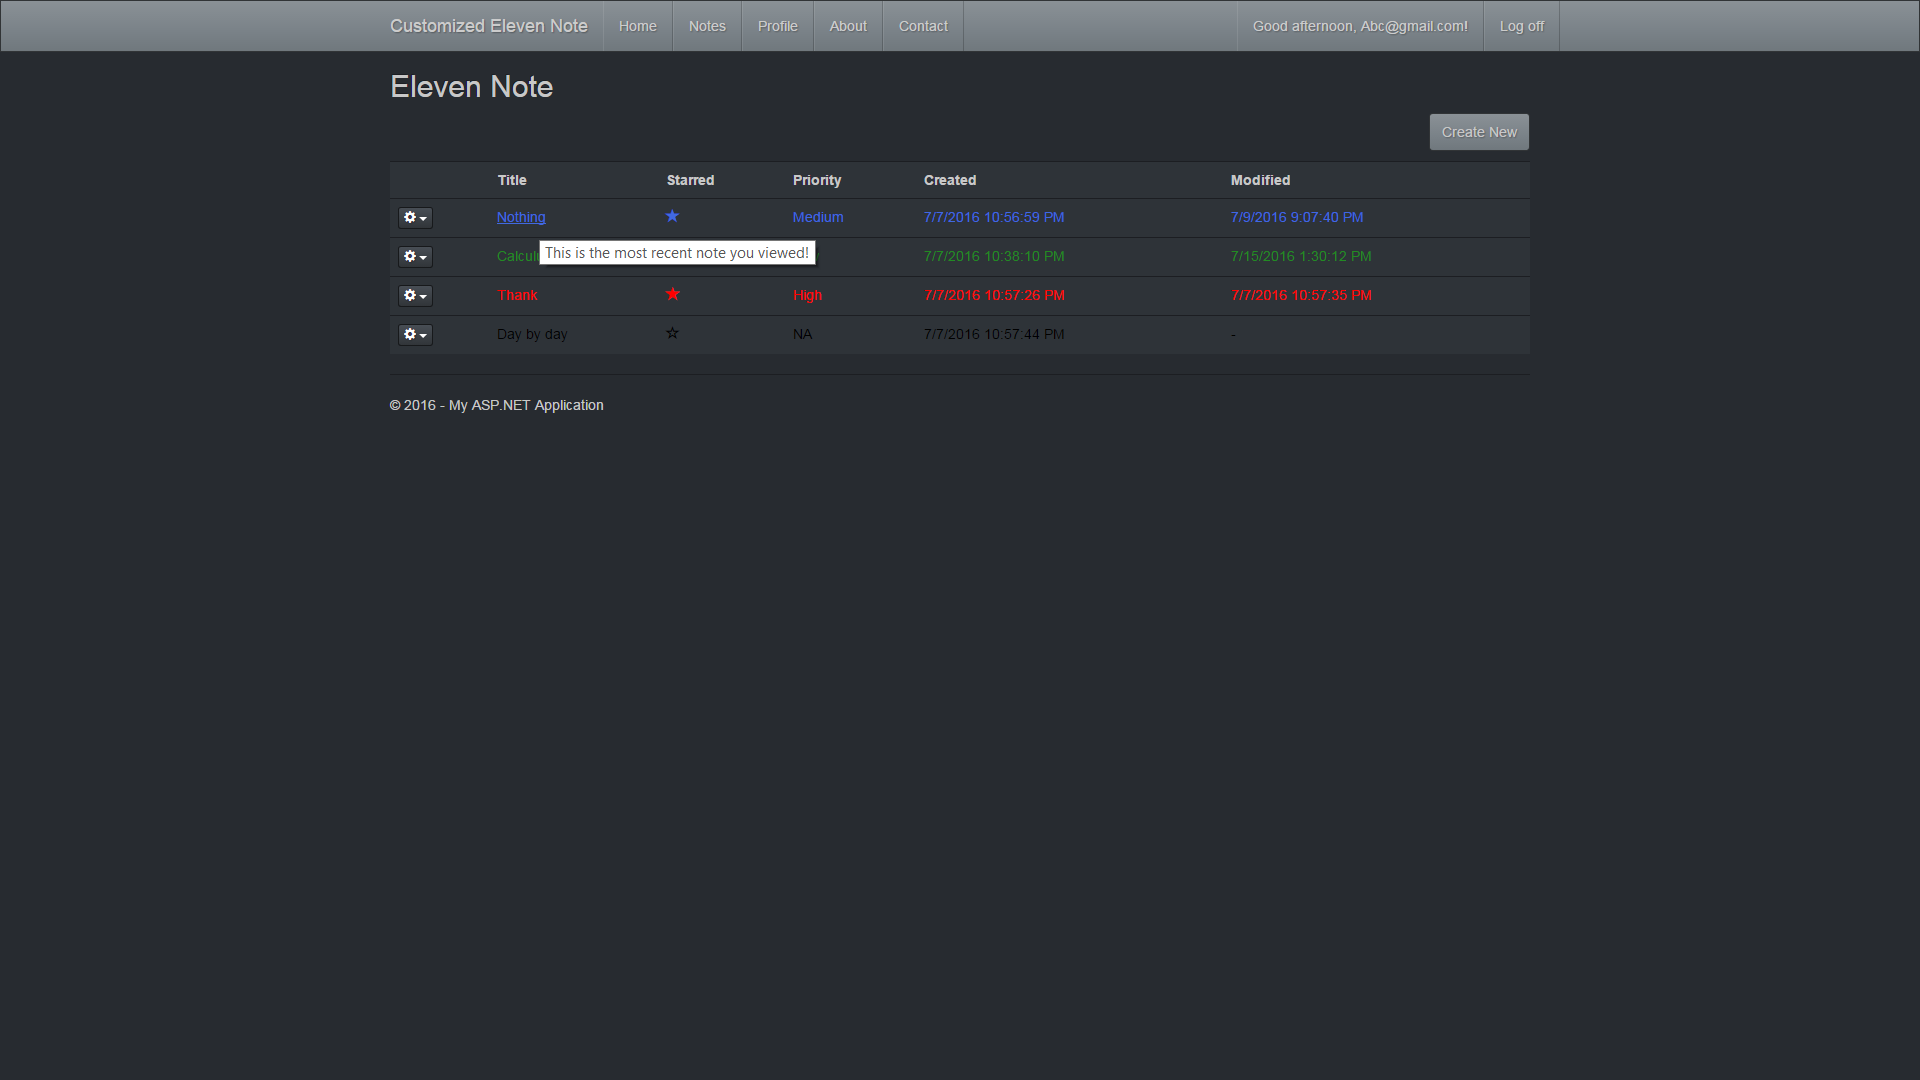 Customized Eleven Note Home Notes Profile About Contact Good afternoon, Abc@gmail.com! Log off
Eleven Note
Create New
Title Starred Priority Created Modified
Nothing ★ Medium 7/7/2016 10:56:59 PM 7/9/2016 9:07:40 PM
This is the most recent note you viewed!
7/7/2016 10:38:10 PM 7/15/2016 1:30:12 PM
Thank ★ High 7/7/2016 10:57:26 PM 7/7/2016 10:57:35 PM
Day by day ☆ NA 7/7/2016 10:57:44 PM -
© 2016 - My ASP.NET Application